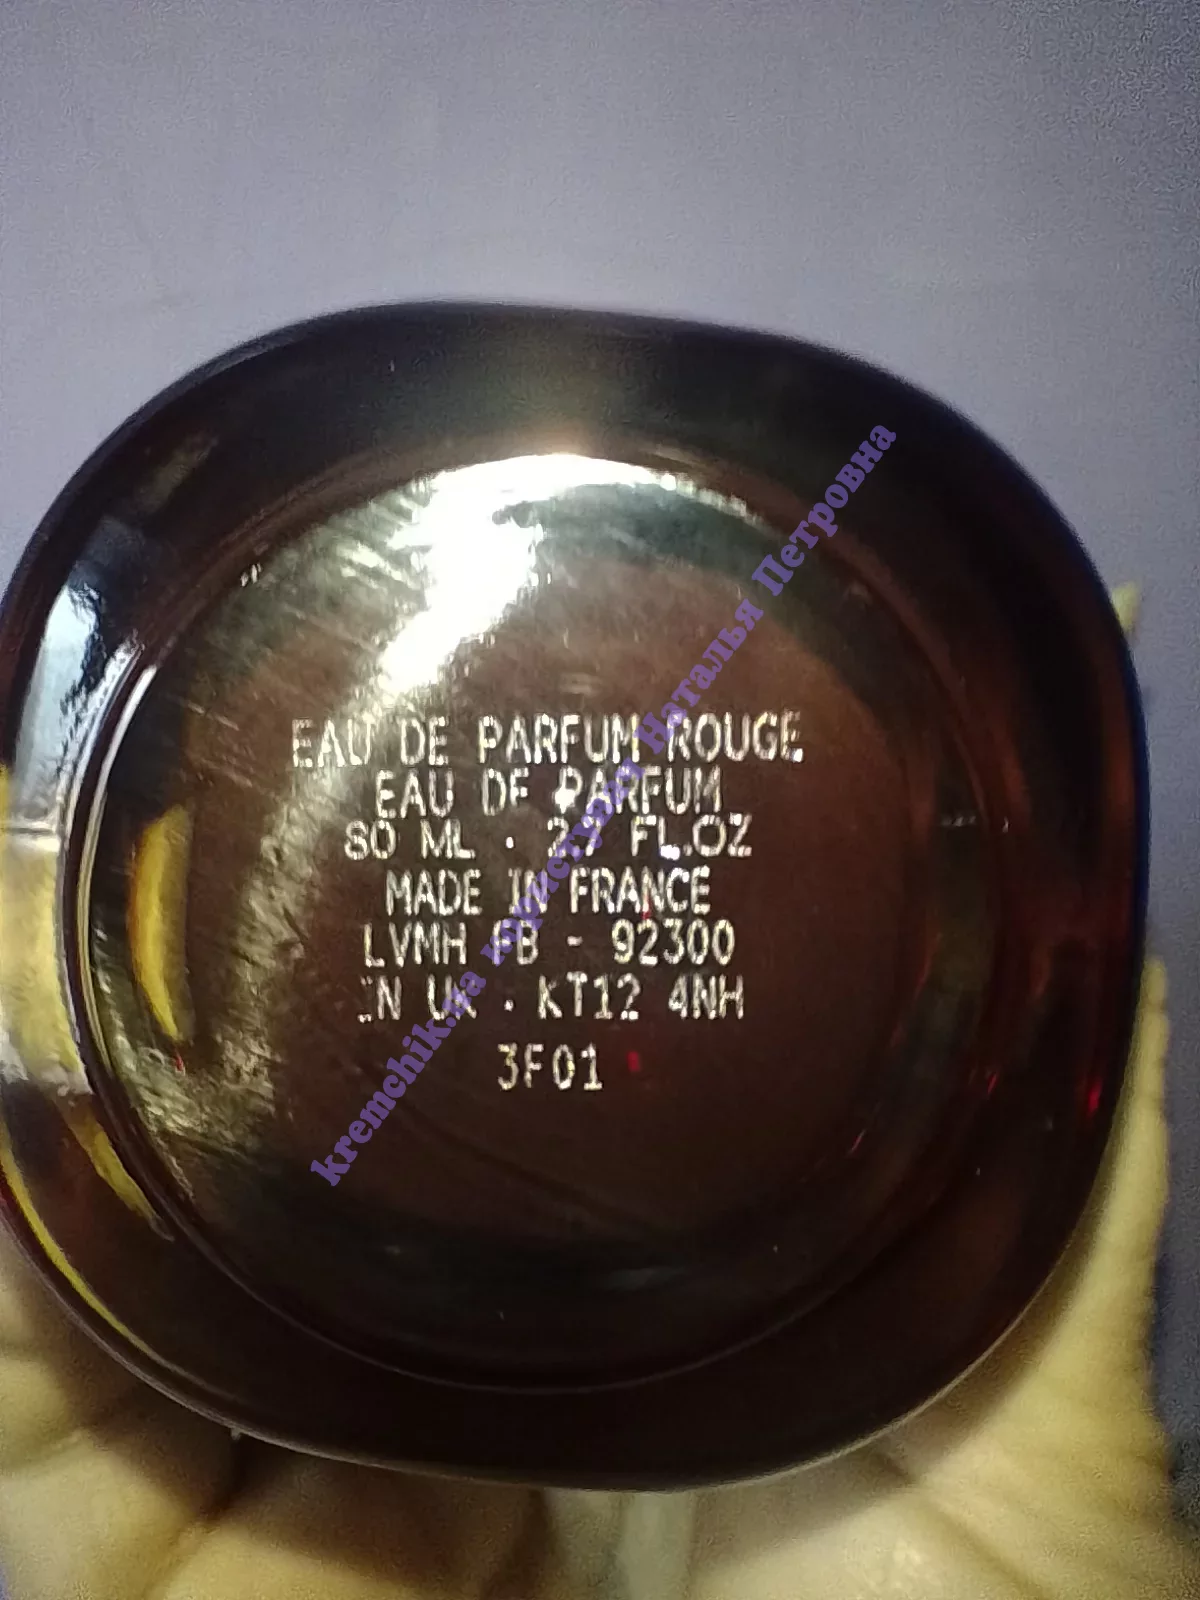 EAU DE PARFUM ROUGE
EAU DE PARFUM
80 ML · 2.7 FL.OZ
MADE IN FRANCE
LVMH FB - 92300
IN UK · KT12 4NH
3F01
kremchik.ua користувач Наталья Петровна